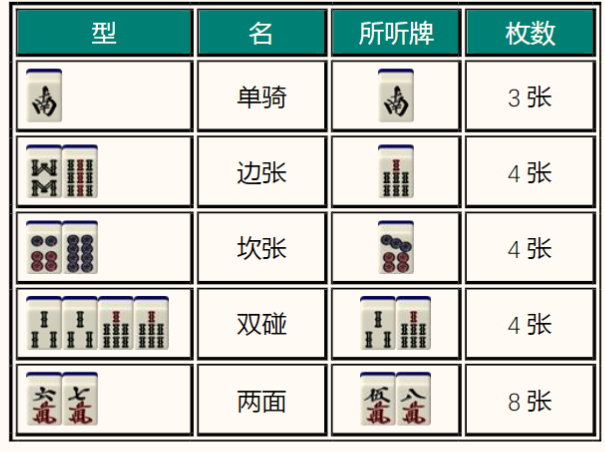 型 名 所听牌 枚数
南 单骑 南 3 张
边张 4 张
坎张 4 张
双碰 4 张
六萬 七萬 两面 伍萬 八萬 8 张